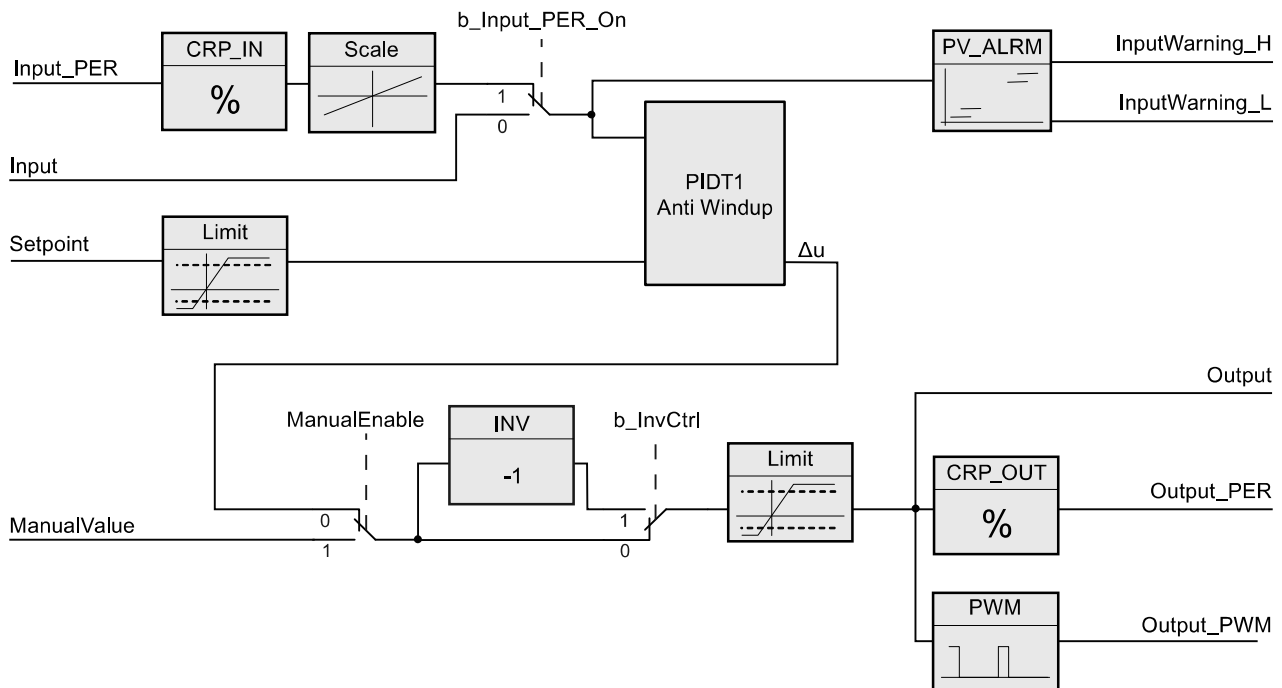 b_Input_PER_On
CRP_IN
Scale
PV_ALRM
InputWarning_H
Input_PER
%
1
0
InputWarning_L
Input
PIDT1
Anti Windup
Setpoint
Limit
Δu
Output
ManualEnable
INV
b_InvCtrl
-1
Limit
CRP_OUT
Output_PER
%
0
1
ManualValue
1
0
PWM
Output_PWM